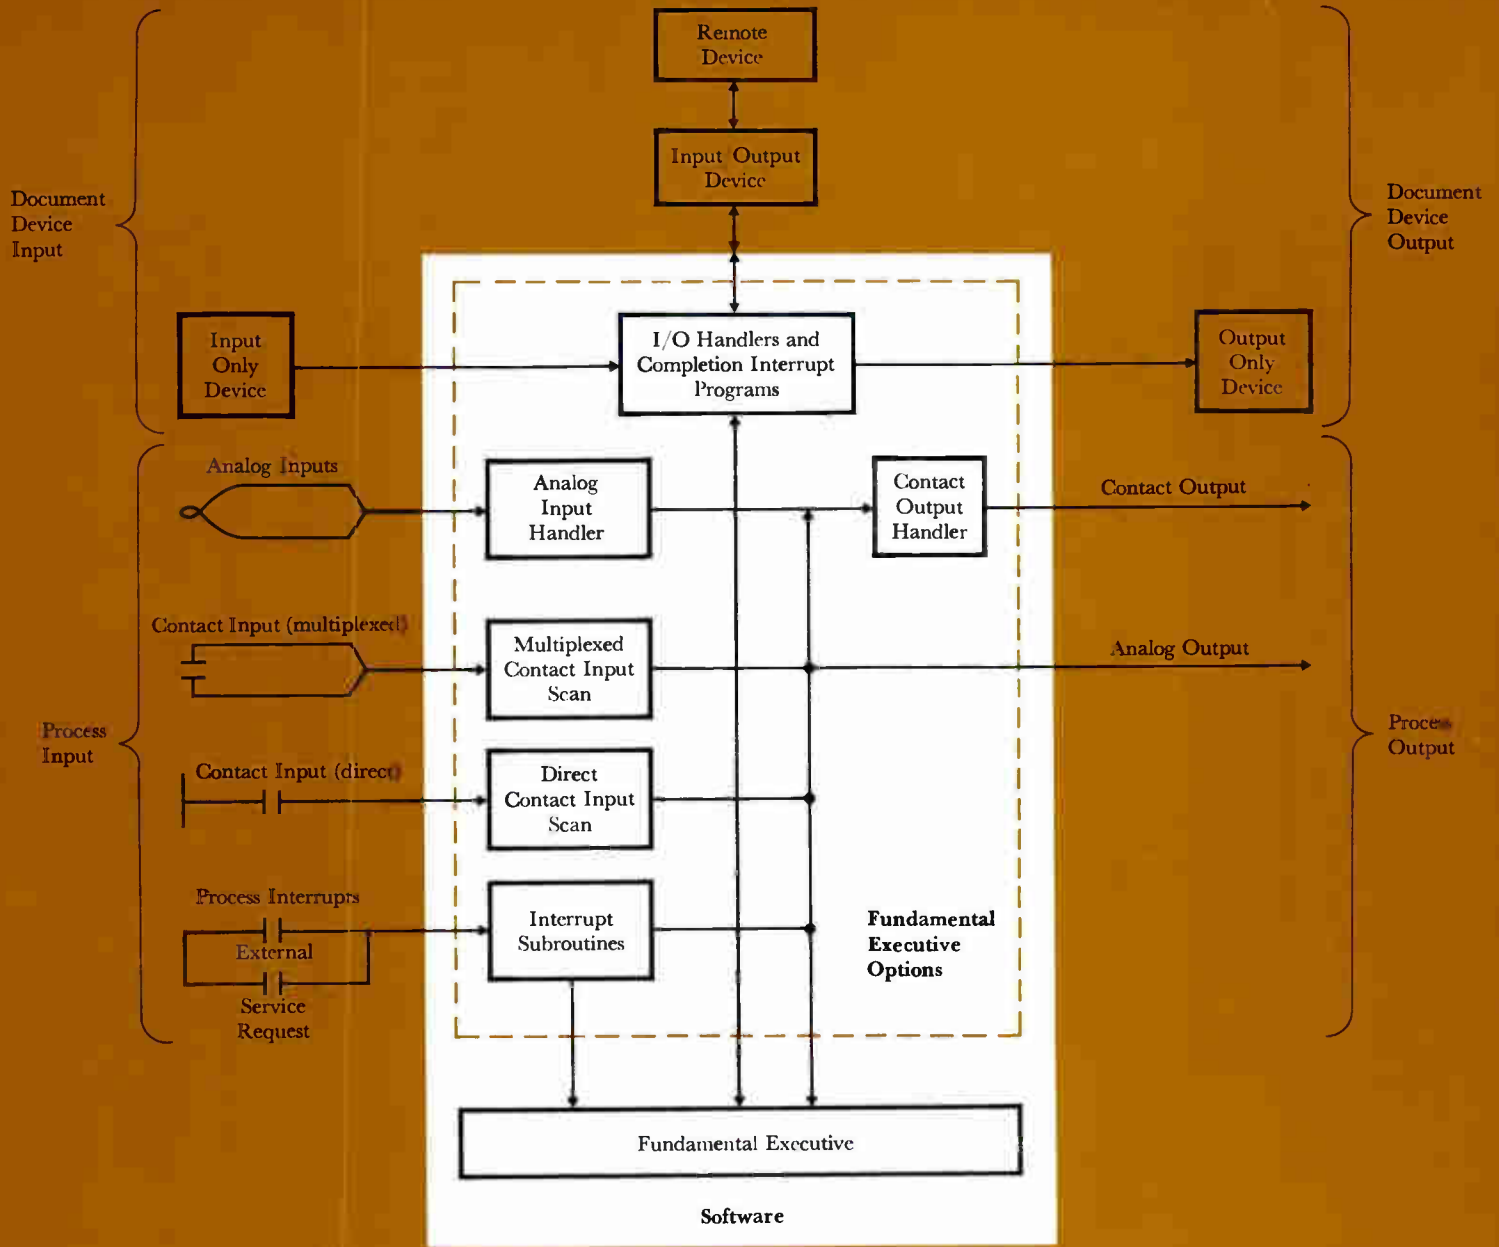 Remote
Device
Input Output
Device
Document
Device
Input
Document
Device
Output
Input
Only
Device
I/O Handlers and
Completion Interrupt
Programs
Output
Only
Device
Analog Inputs
Analog
Input
Handler
Contact
Output
Handler
Contact Output
Contact Input (multiplexed)
Multiplexed
Contact Input
Scan
Analog Output
Process
Input
Process
Output
Contact Input (direct)
Direct
Contact Input
Scan
Process Interrupts
External
Service
Request
Interrupt
Subroutines
Fundamental
Executive
Options
Fundamental Executive
Software